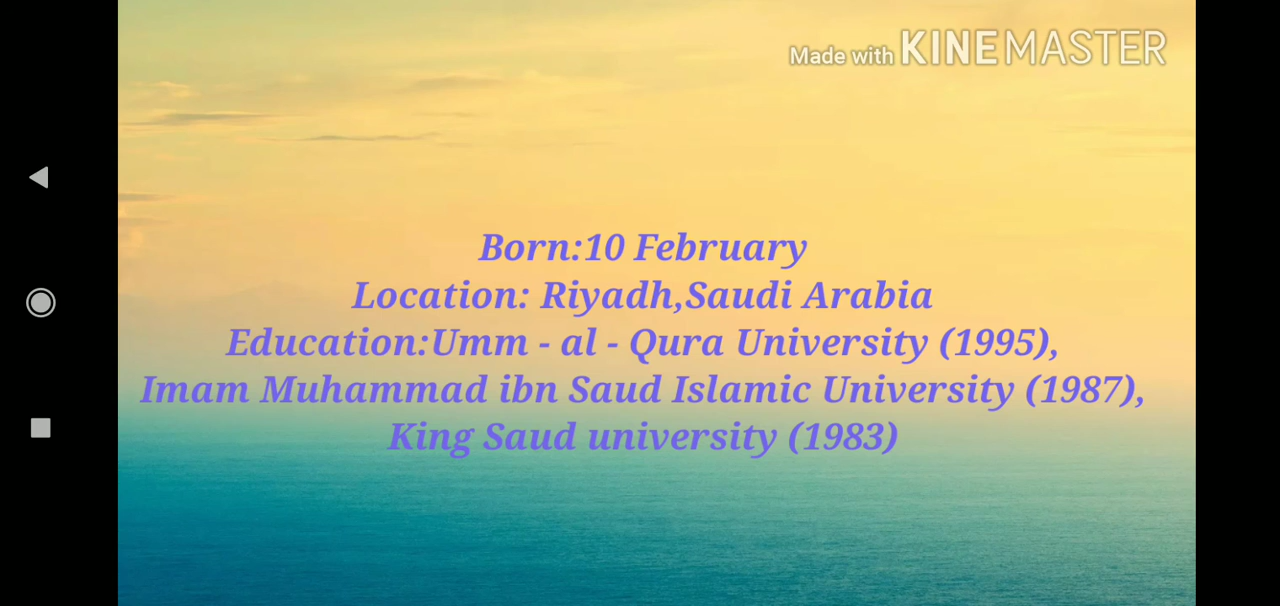 Made with KINEMASTER
Born:10 February
Location: Riyadh,Saudi Arabia
Education:Umm - al - Qura University (1995),
Imam Muhammad ibn Saud Islamic University (1987),
King Saud university (1983)